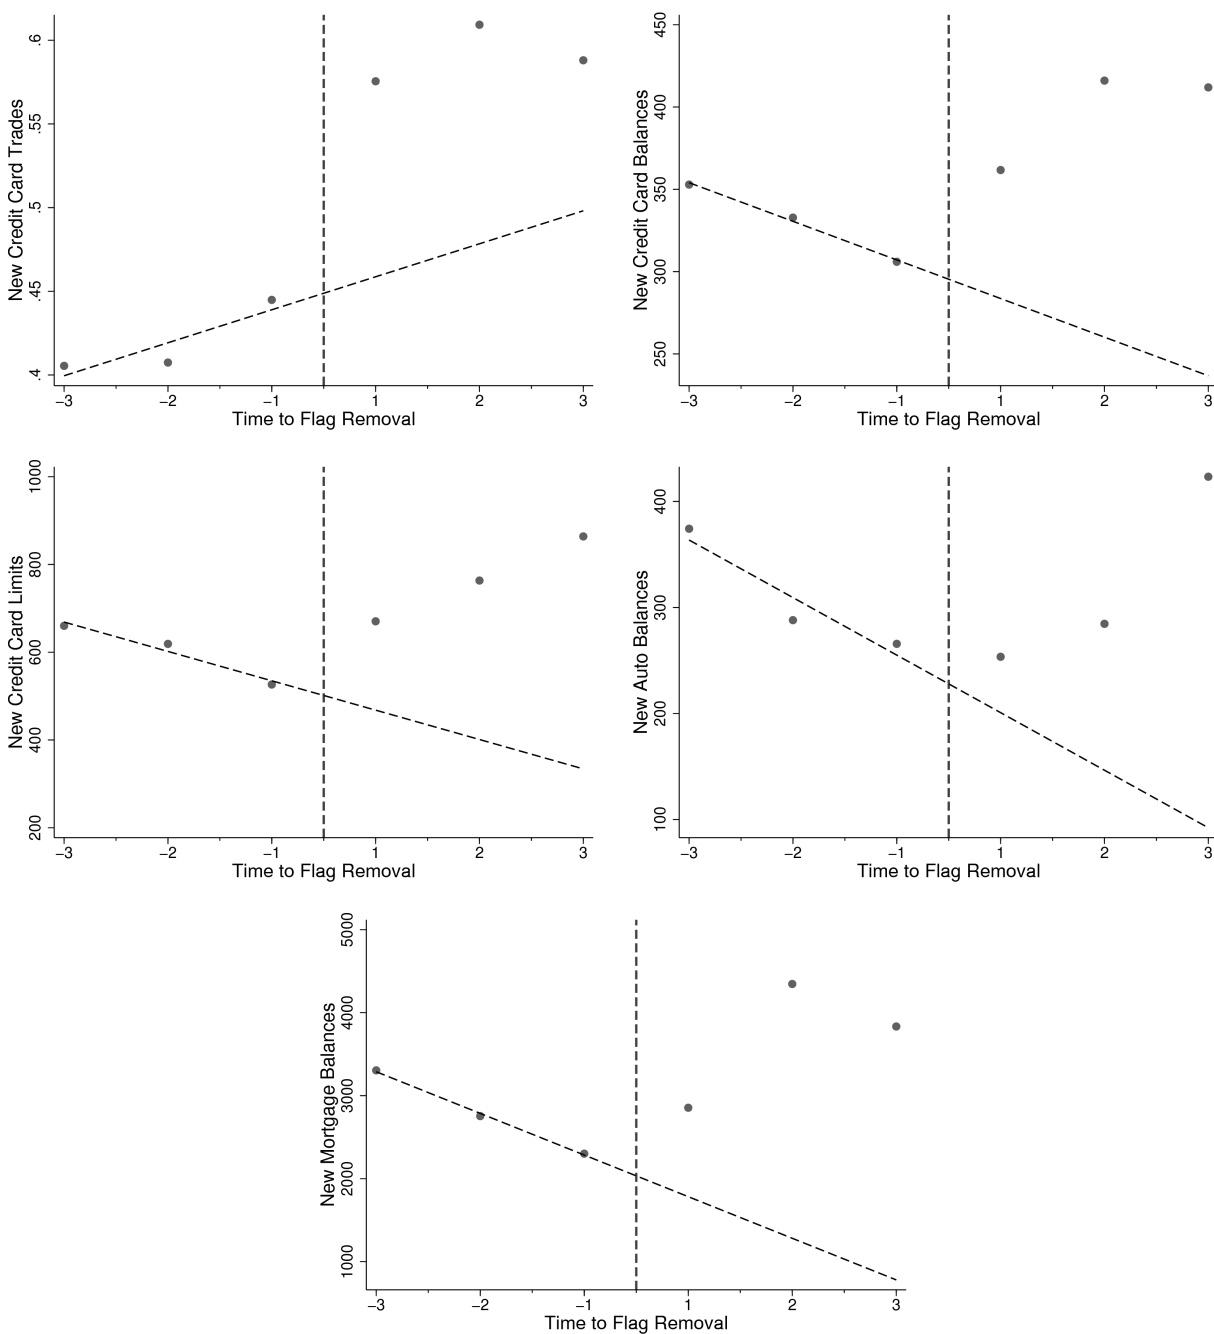 New Credit Card Trades
.6
.55
.5
.45
.4
−3 −2 −1 1 2 3
Time to Flag Removal
New Credit Card Balances
450
400
350
300
250
−3 −2 −1 1 2 3
Time to Flag Removal
New Credit Card Limits
1000
800
600
400
200
−3 −2 −1 1 2 3
Time to Flag Removal
New Auto Balances
400
300
200
100
−3 −2 −1 1 2 3
Time to Flag Removal
New Mortgage Balances
5000
4000
3000
2000
1000
−3 −2 −1 1 2 3
Time to Flag Removal